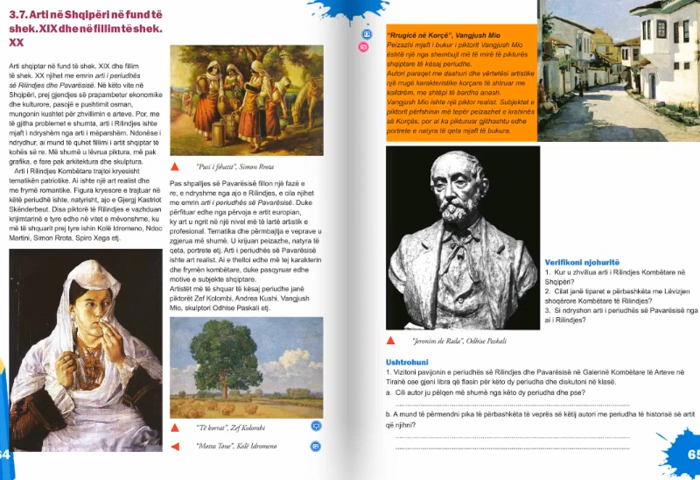 3.7. Arti në Shqipëri në fund të
shek. XIX dhe në fillim të shek.
XX
Arti shqiptar në fund të shek. XIX dhe fillim
të shek. XX njihet me emrin arti i periudhës
së Rilindjes dhe Pavarësisë. Në këto vite në
Shqipëri, prej gjendjes së prapambetur ekonomike
dhe kulturore, pasojë e pushtimit osman,
mungonin kushtet për zhvillimin e arteve. Por, me
të gjitha problemet e shumta, arti i Rilindjes ishte
mjaft i ndryshëm nga arti i mëparshëm. Ndonëse i
ndrydhur, ai mund të quhet fillimi i artit shqiptar të
kohës së re. Më shumë u lëvrua piktura, më pak
grafika, e fare pak arkitektura dhe skulptura.
Arti i Rilindjes Kombëtare trajtoi kryesisht
tematikën patriotike. Ai ishte një art realist dhe
me frymë romantike. Figura kryesore e trajtuar në
këtë periudhë ishte, natyrisht, ajo e Gjergj Kastriot
Skënderbeut. Disa piktorë të Rilindjes e vazhduan
krijimtarinë e tyre edhe në vitet e mëvonshme, ku
më të shquarit prej tyre ishin Kolë Idromeno, Ndoc
Martini, Simon Rrota, Spiro Xega etj.
"Pusi i fshatit", Simon Rrota
Pas shpalljes së Pavarësisë fillon një fazë e
re, e ndryshme nga ajo e Rilindjes, e cila njihet
me emrin arti i periudhës së Pavarësisë. Duke
përfituar edhe nga përvoja e artit europian,
ky art u ngrit në një nivel më të lartë artistik e
profesional. Tematika dhe përmbajtja e veprave u
zgjerua më shumë. U krijuan peizazhe, natyra të
qeta, portrete etj. Arti i periudhës së Pavarësisë
ishte art realist. Ai e thelloi edhe më tej karakterin
dhe frymën kombëtare, duke pasqyruar edhe
motive e subjekte shqiptare.
Artistët më të shquar të kësaj periudhe janë
piktorët Zef Kolombi, Andrea Kushi, Vangjush
Mio, skulptori Odhise Paskali etj.
"Të korrat", Zef Kolombi
"Motra Tone", Kolë Idromeno
64
"Rrugicë në Korçë", Vangjush Mio
Peizazhi mjaft i bukur i piktorit Vangjush Mio
është një nga shembujt më të mirë të pikturës
shqiptare të kësaj periudhe.
Autori paraqet me dashuri dhe vërtetësi artistike
një rrugë karakteristike korçare të shtruar me
kalldrëm, me shtëpi të bardha anash.
Vangjush Mio ishte një piktor realist. Subjektet e
piktorit përfshinin më tepër peizazhet e krahinës
së Korçës, por ai ka pikturuar gjithashtu edhe
portrete e natyra të qeta mjaft të bukura.
"Jeronim de Rada", Odhise Paskali
Verifikoni njohuritë
1. Kur u zhvillua arti i Rilindjes Kombëtare në
Shqipëri?
2. Cilat janë tiparet e përbashkëta me Lëvizjen
shoqërore Kombëtare të Rilindjes?
3. Si ndryshon arti i periudhës së Pavarësisë nga
ai i Rilindjes?
Ushtrokuni
1. Vizitoni pavijonin e periudhës së Rilindjes dhe Pavarësisë në Galerinë Kombëtare të Arteve në
Tiranë ose gjeni libra që flasin për këto dy periudha dhe diskutoni në klasë.
a. Cili autor ju pëlqen më shumë nga këto dy periudha dhe pse?
b. A mund të përmendni pika të përbashkëta të veprës së këtij autori me periudha të historisë së artit
që njihni?
65